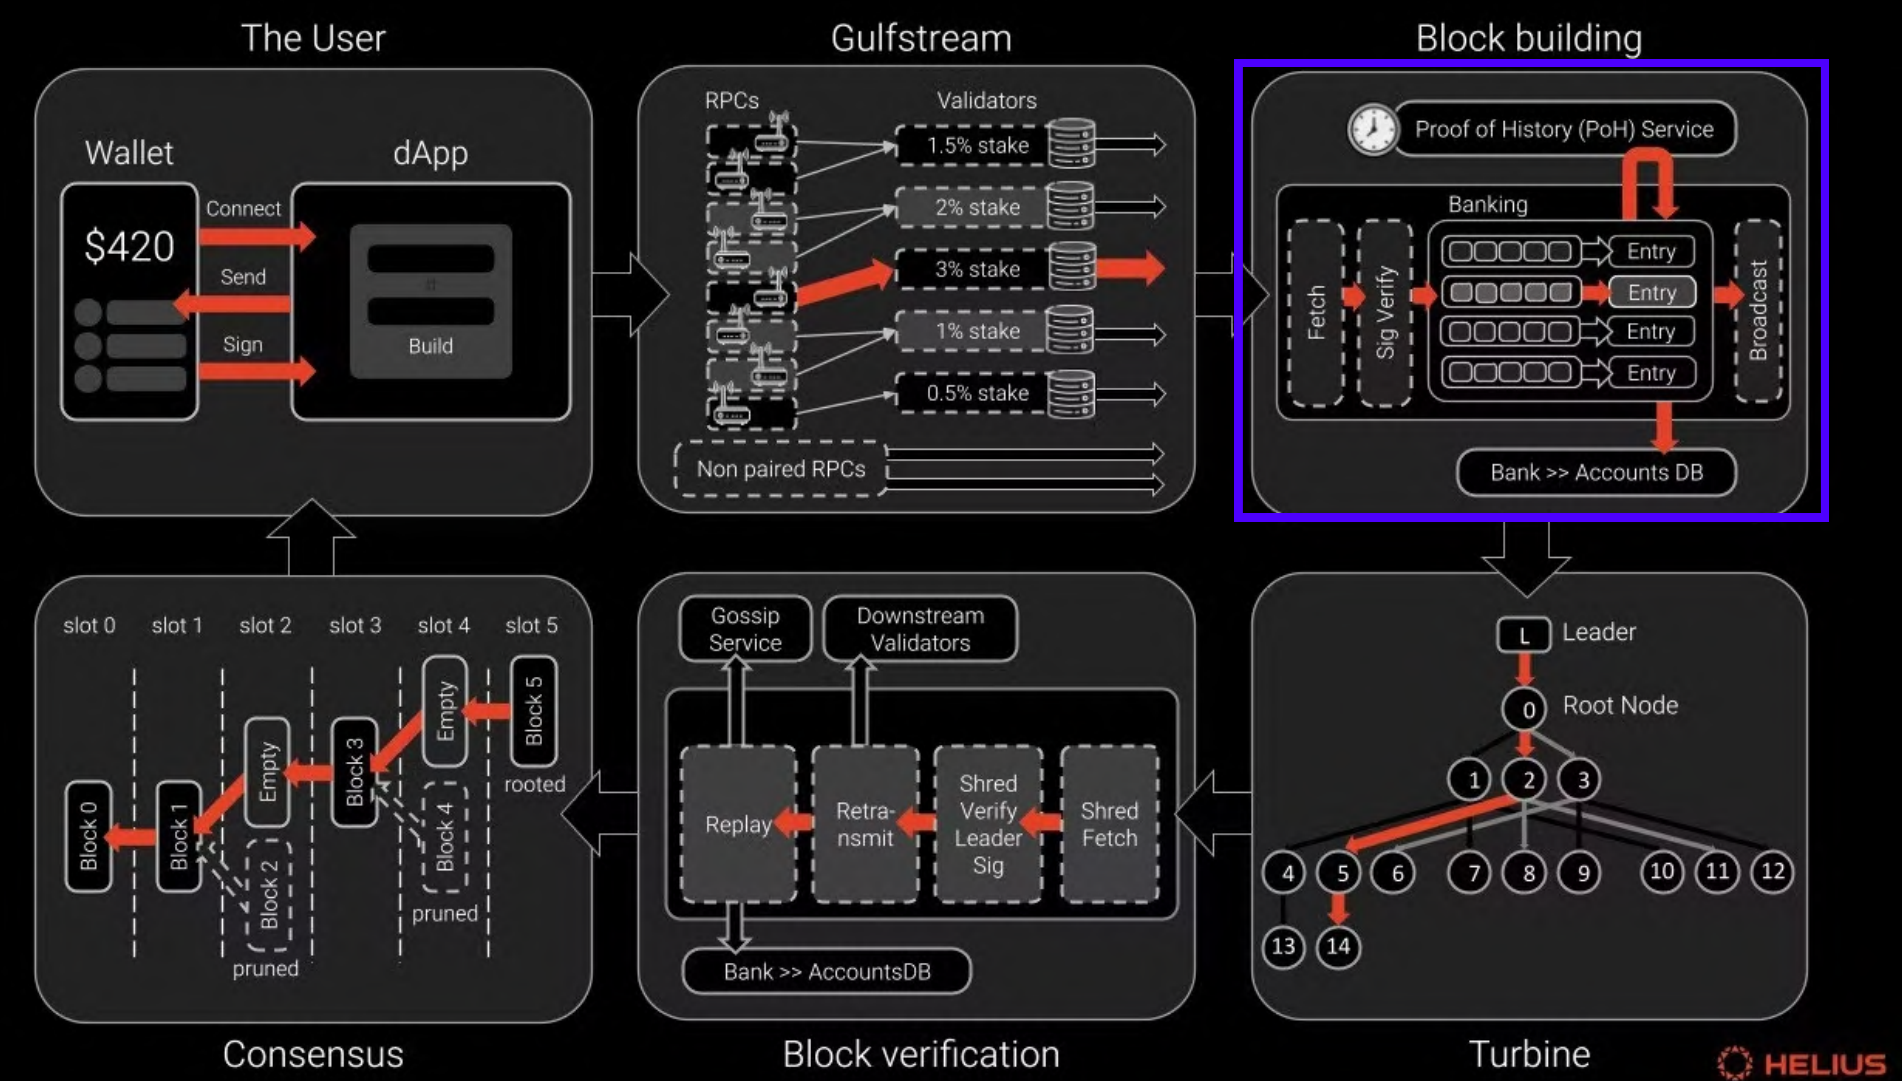 The User
Wallet
dApp
$420
Connect
Send
Sign
Build
Gulfstream
RPCs
Validators
1.5% stake
2% stake
3% stake
1% stake
0.5% stake
Non paired RPCs
Block building
Proof of History (PoH) Service
Banking
Fetch
Sig Verify
Entry
Entry
Entry
Entry
Broadcast
Bank >> Accounts DB
slot 0
slot 1
slot 2
slot 3
slot 4
slot 5
Block 0
Block 1
Empty
Block 2
pruned
Block 3
Empty
Block 4
pruned
Block 5
rooted
Consensus
Gossip
Service
Downstream
Validators
Replay
Retra-
nsmit
Shred
Verify
Leader
Sig
Shred
Fetch
Bank >> AccountsDB
Block verification
L
Leader
0
Root Node
1
2
3
4
5
6
7
8
9
10
11
12
13
14
Turbine
HELIUS